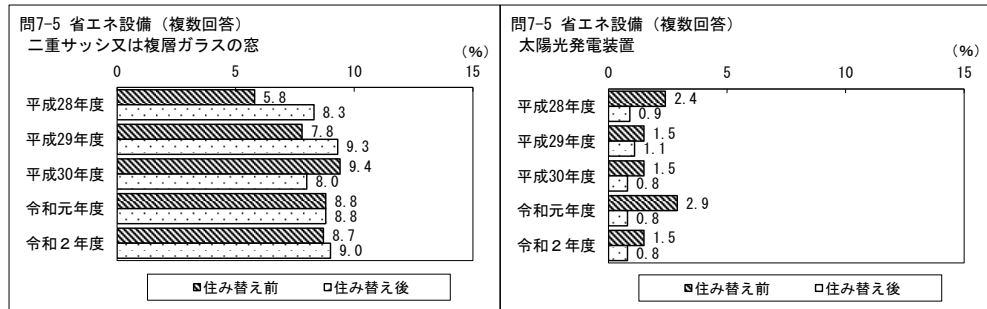 問7-5 省エネ設備（複数回答）
二重サッシ又は複層ガラスの窓
（％）
0 5 10 15
平成28年度 5.8 8.3
平成29年度 7.8 9.3
平成30年度 9.4 8.0
令和元年度 8.8 8.8
令和２年度 8.7 9.0
住み替え前 住み替え後
問7-5 省エネ設備（複数回答）
太陽光発電装置
（％）
0 5 10 15
平成28年度 2.4 0.9
平成29年度 1.5 1.1
平成30年度 1.5 0.8
令和元年度 2.9 0.8
令和２年度 1.5 0.8
住み替え前 住み替え後